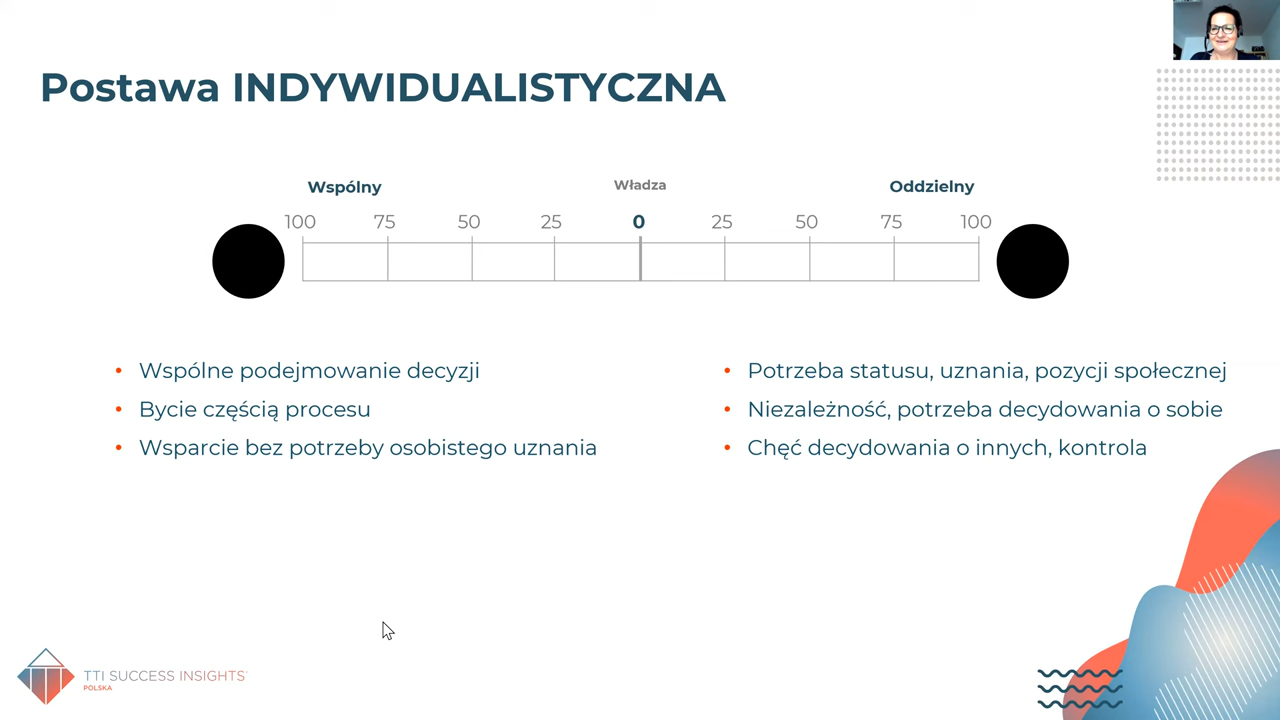 Postawa INDYWIDUALISTYCZNA
Wspólny Władza Oddzielny
100 75 50 25 0 25 50 75 100
• Wspólne podejmowanie decyzji
• Bycie częścią procesu
• Wsparcie bez potrzeby osobistego uznania
• Potrzeba statusu, uznania, pozycji społecznej
• Niezależność, potrzeba decydowania o sobie
• Chęć decydowania o innych, kontrola
TTI SUCCESS INSIGHTS
POLSKA